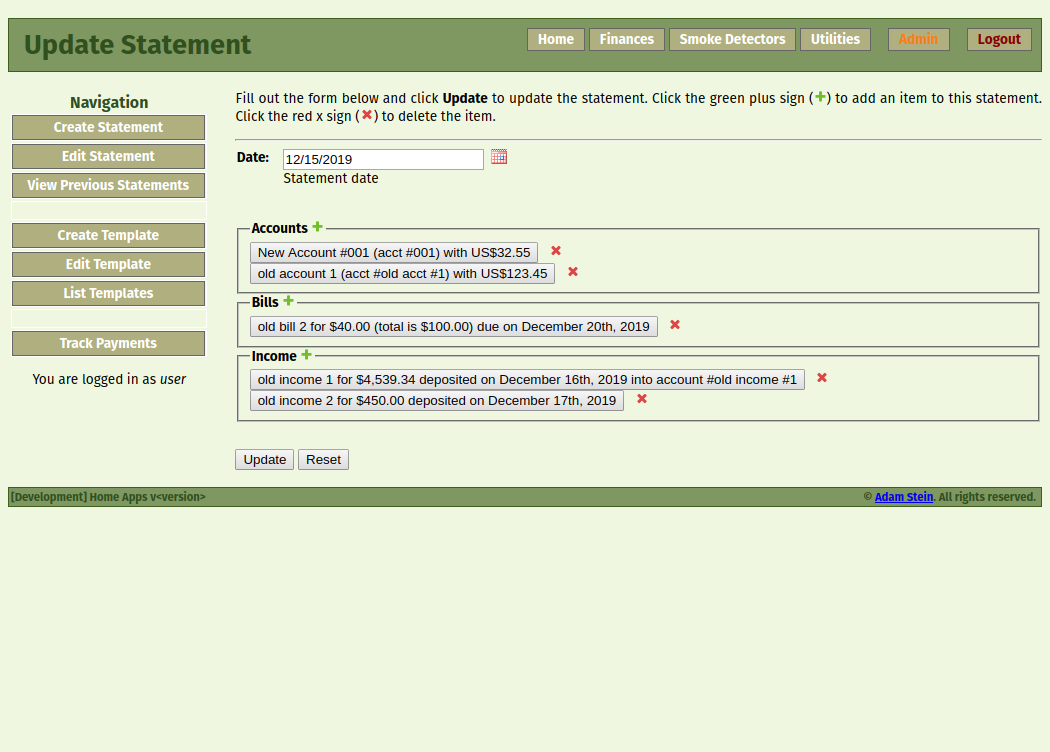 Update Statement
Home Finances Smoke Detectors Utilities Admin Logout
Navigation
Create Statement
Edit Statement
View Previous Statements
Create Template
Edit Template
List Templates
Track Payments
You are logged in as user
Fill out the form below and click Update to update the statement. Click the green plus sign (+) to add an item to this statement.
Click the red x sign (×) to delete the item.
Date: 12/15/2019
Statement date
Accounts
New Account #001 (acct #001) with US$32.55
old account 1 (acct #old acct #1) with US$123.45
Bills
old bill 2 for $40.00 (total is $100.00) due on December 20th, 2019
Income
old income 1 for $4,539.34 deposited on December 16th, 2019 into account #old income #1
old income 2 for $450.00 deposited on December 17th, 2019
Update Reset
[Development] Home Apps v<version>
© Adam Stein. All rights reserved.